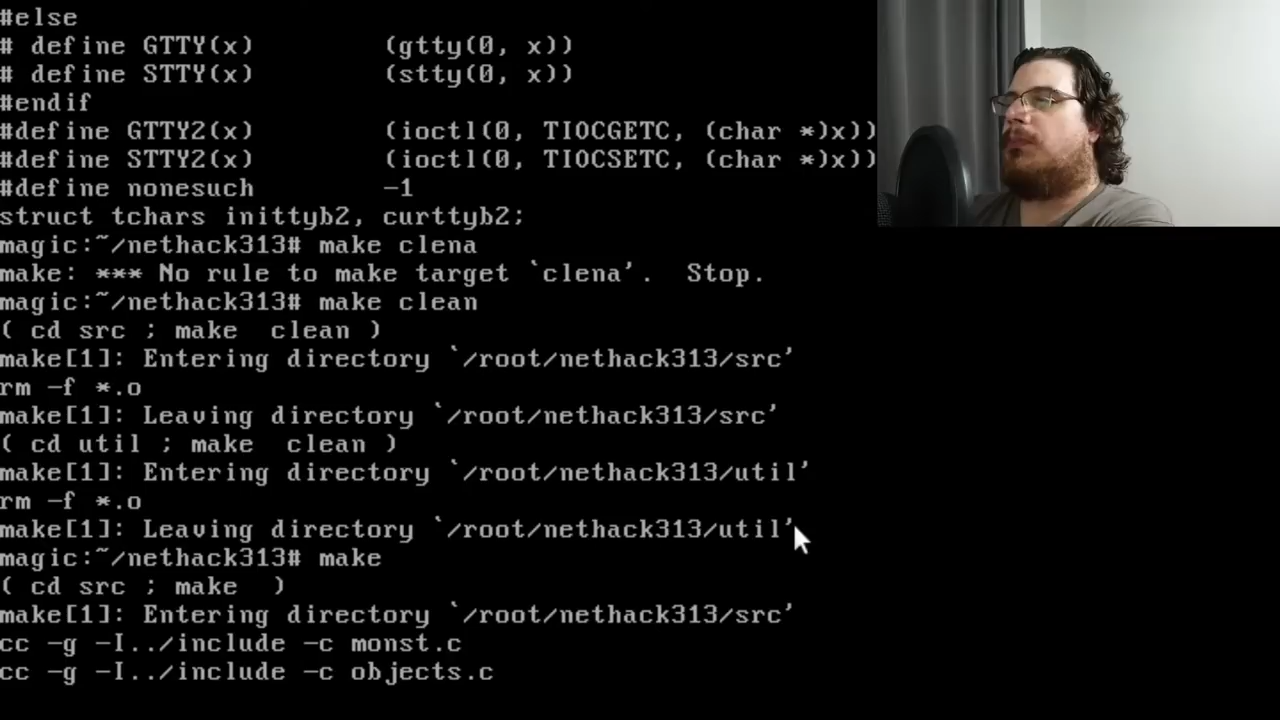 #else
# define GTTY(x) (gtty(0, x))
# define STTY(x) (stty(0, x))
#endif
#define GTTY2(x) (ioctl(0, TIOCGETC, (char *)x))
#define STTY2(x) (ioctl(0, TIOCSETC, (char *)x))
#define nonesuch -1
struct tchars inittyb2, curttyb2;
magic:~/nethack313# make clena
make: *** No rule to make target `clena'. Stop.
magic:~/nethack313# make clean
( cd src ; make clean )
make[1]: Entering directory `/root/nethack313/src'
rm -f *.o
make[1]: Leaving directory `/root/nethack313/src'
( cd util ; make clean )
make[1]: Entering directory `/root/nethack313/util'
rm -f *.o
make[1]: Leaving directory `/root/nethack313/util'
magic:~/nethack313# make
( cd src ; make )
make[1]: Entering directory `/root/nethack313/src'
cc -g -I../include -c monst.c
cc -g -I../include -c objects.c